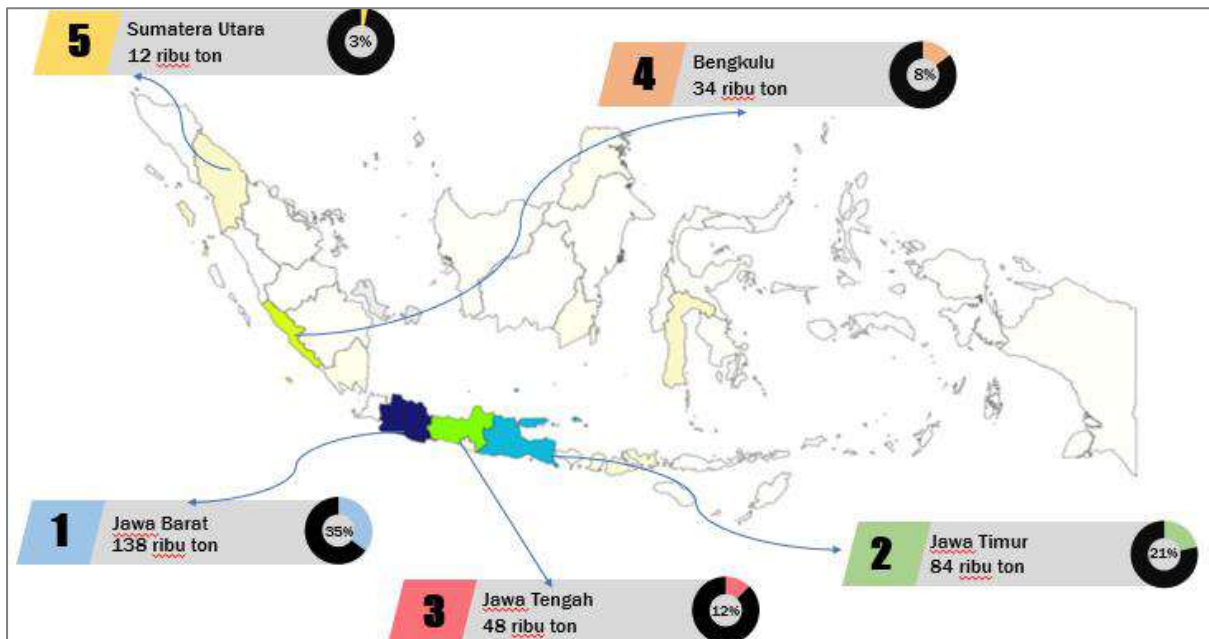 5
Sumatera Utara
12 ribu ton
3%
4
Bengkulu
34 ribu ton
8%
1
Jawa Barat
138 ribu ton
35%
2
Jawa Timur
84 ribu ton
21%
3
Jawa Tengah
48 ribu ton
12%